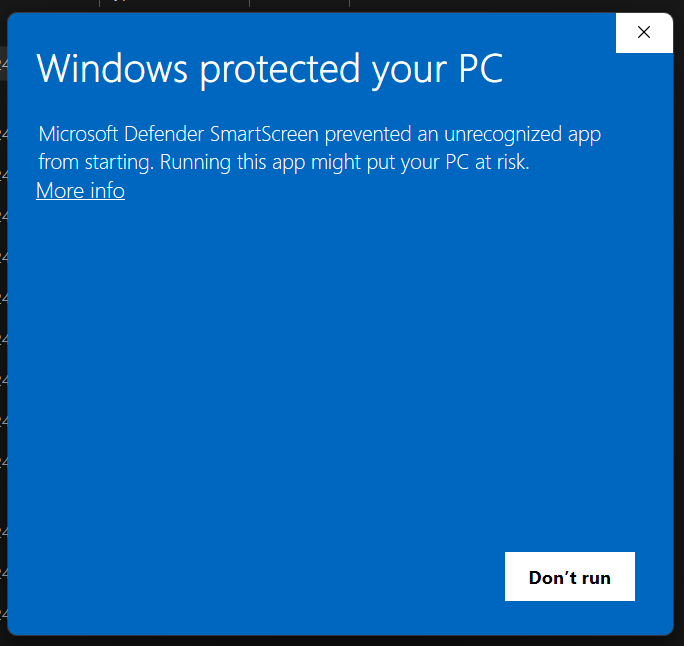 Windows protected your PC
Microsoft Defender SmartScreen prevented an unrecognized app
from starting. Running this app might put your PC at risk.
More info
Don’t run